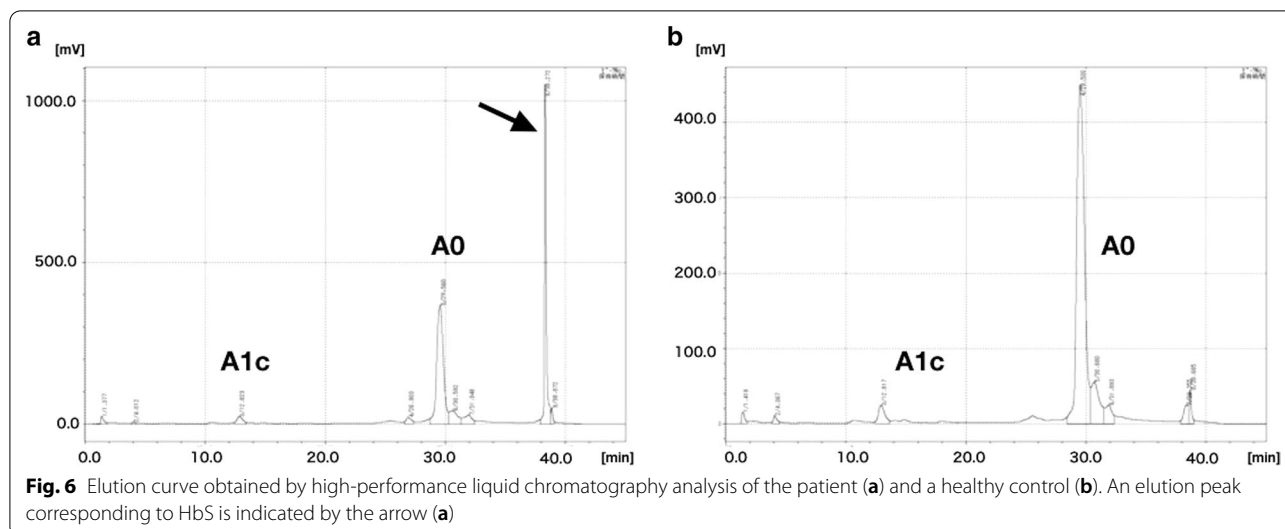 a
[mV]
1000.0
500.0
0.0
A1c
A0
0.0 10.0 20.0 30.0 40.0 [min]
b
[mV]
400.0
300.0
200.0
100.0
A1c
A0
0.0 10.0 20.0 30.0 40.0 [min]
Fig. 6 Elution curve obtained by high-performance liquid chromatography analysis of the patient (a) and a healthy control (b). An elution peak
corresponding to HbS is indicated by the arrow (a)